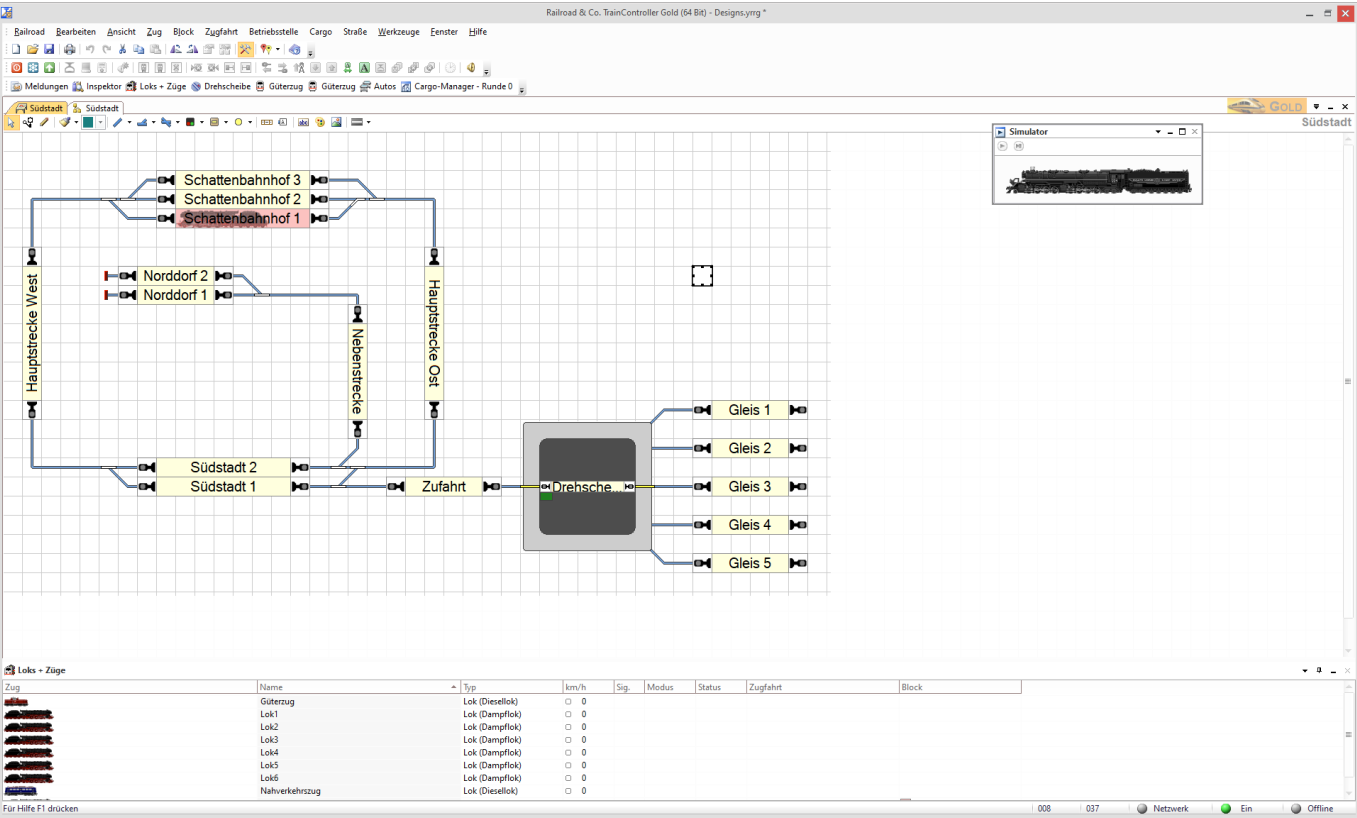 Railroad & Co. TrainController Gold (64 Bit) - Designs.yrrg *
Railroad Bearbeiten Ansicht Zug Block Zugfahrt Betriebsstelle Cargo Straße Werkzeuge Fenster Hilfe
Meldungen Inspektor Loks + Züge Drehscheibe Güterzug Güterzug Autos Cargo-Manager - Runde 0
Südstadt Südstadt
GOLD
Südstadt
Simulator
Schattenbahnhof 3
Schattenbahnhof 2
Schattenbahnhof 1
Hauptstrecke West
Norddorf 2
Norddorf 1
Nebenstrecke
Hauptstrecke Ost
Gleis 1
Gleis 2
Südstadt 2
Südstadt 1
Zufahrt
Drehsche...
Gleis 3
Gleis 4
Gleis 5
Loks + Züge
Zug Name Typ km/h Sig. Modus Status Zugfahrt Block
Güterzug Lok (Diesellok) 0
Lok1 Lok (Dampflok) 0
Lok2 Lok (Dampflok) 0
Lok3 Lok (Dampflok) 0
Lok4 Lok (Dampflok) 0
Lok5 Lok (Dampflok) 0
Lok6 Lok (Dampflok) 0
Nahverkehrszug Lok (Diesellok) 0
Für Hilfe F1 drücken 008 037 Netzwerk Ein Offline